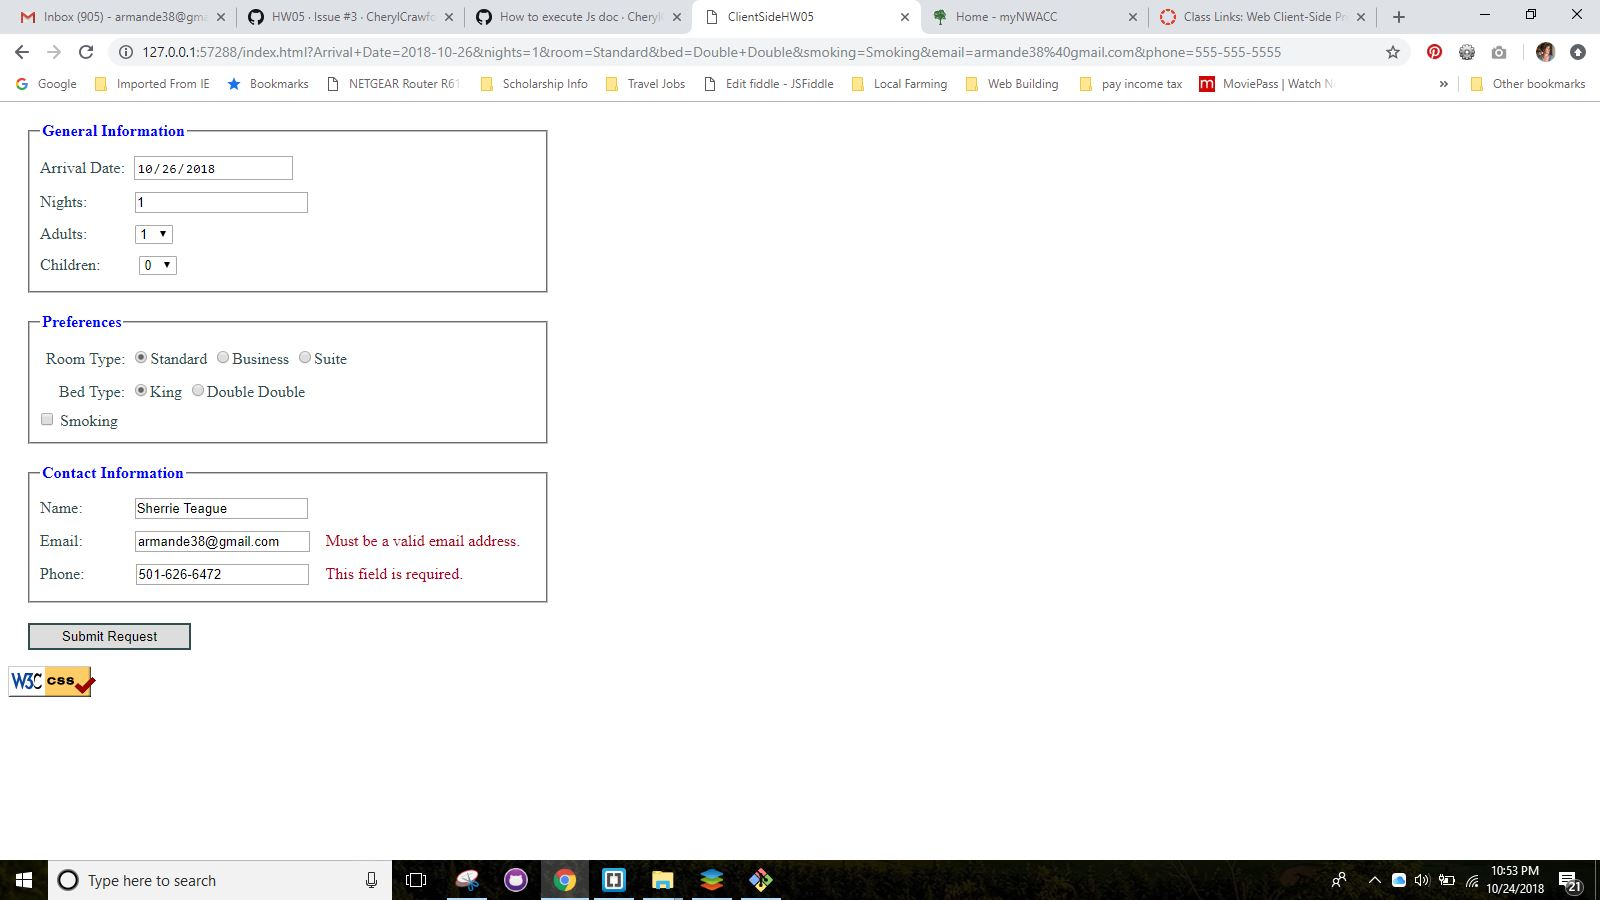 Inbox (905) - armande38@gma
HW05 · Issue #3 · CherylCrawfo
How to execute Js doc · Cheryl
ClientSideHW05
Home - myNWACC
Class Links: Web Client-Side Pr
127.0.0.1:57288/index.html?Arrival+Date=2018-10-26&nights=1&room=Standard&bed=Double+Double&smoking=Smoking&email=armande38%40gmail.com&phone=555-555-5555
Google Imported From IE Bookmarks NETGEAR Router R61 Scholarship Info Travel Jobs Edit fiddle - JSFiddle Local Farming Web Building pay income tax m MoviePass | Watch N » Other bookmarks
General Information
Arrival Date: 10/26/2018
Nights: 1
Adults: 1
Children: 0
Preferences
Room Type: Standard Business Suite
Bed Type: King Double Double
Smoking
Contact Information
Name: Sherrie Teague
Email: armande38@gmail.com Must be a valid email address.
Phone: 501-626-6472 This field is required.
Submit Request
W3C css
Type here to search
10:53 PM
10/24/2018
21